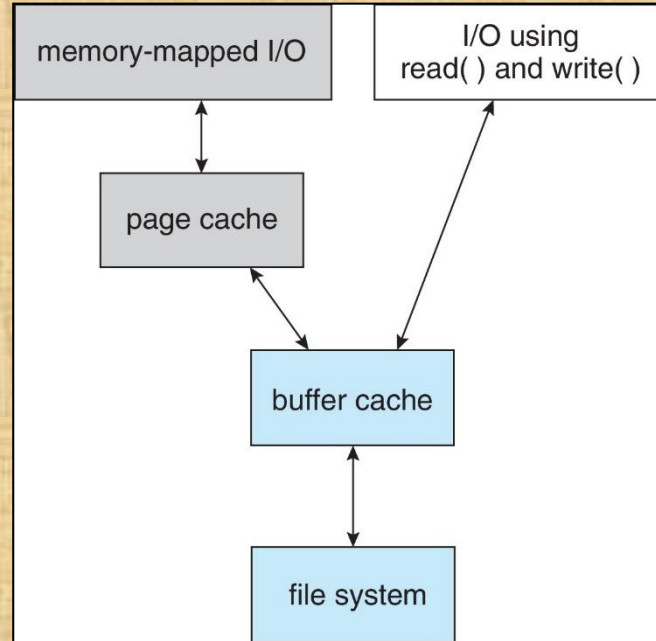 memory-mapped I/O
I/O using
read( ) and write( )
page cache
buffer cache
file system